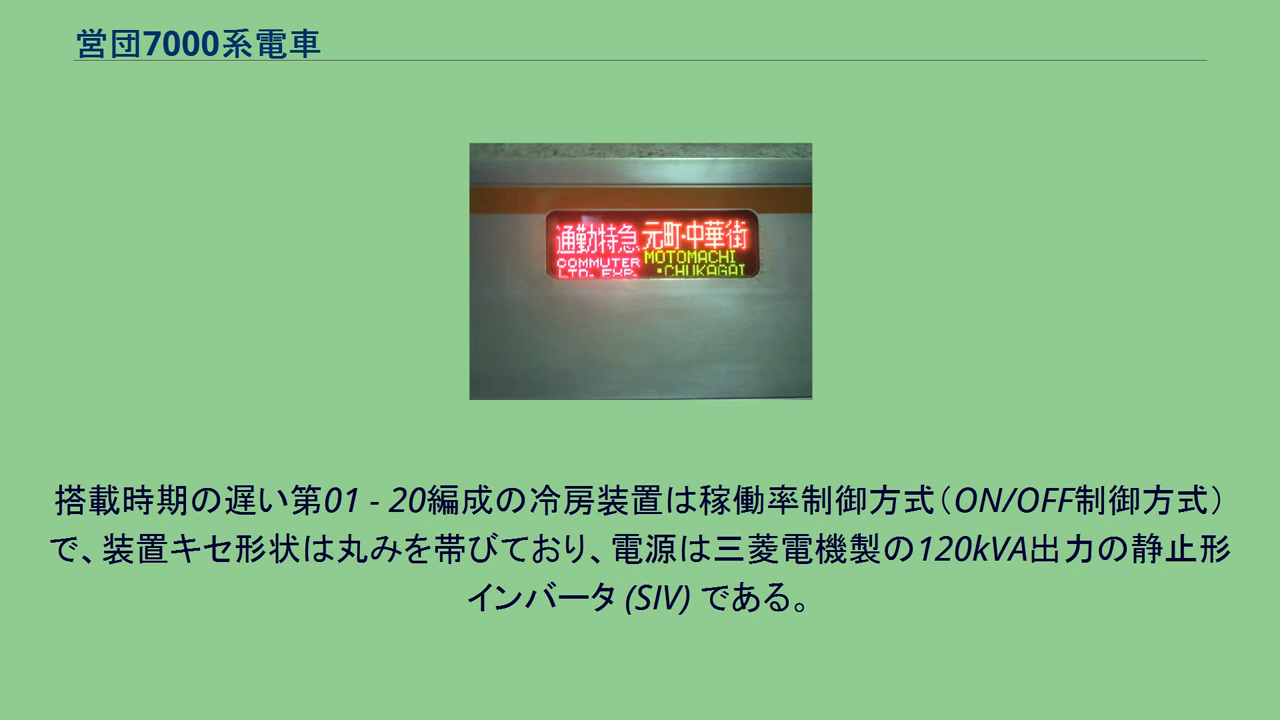 営団7000系電車
通勤特急 元町・中華街
COMMUTER MOTOMACHI
LTD. EXP. ・CHUKAGAI
搭載時期の遅い第01 - 20編成の冷房装置は稼働率制御方式（ON/OFF制御方式）
で、装置キセ形状は丸みを帯びており、電源は三菱電機製の120kVA出力の静止形
インバータ (SIV) である。